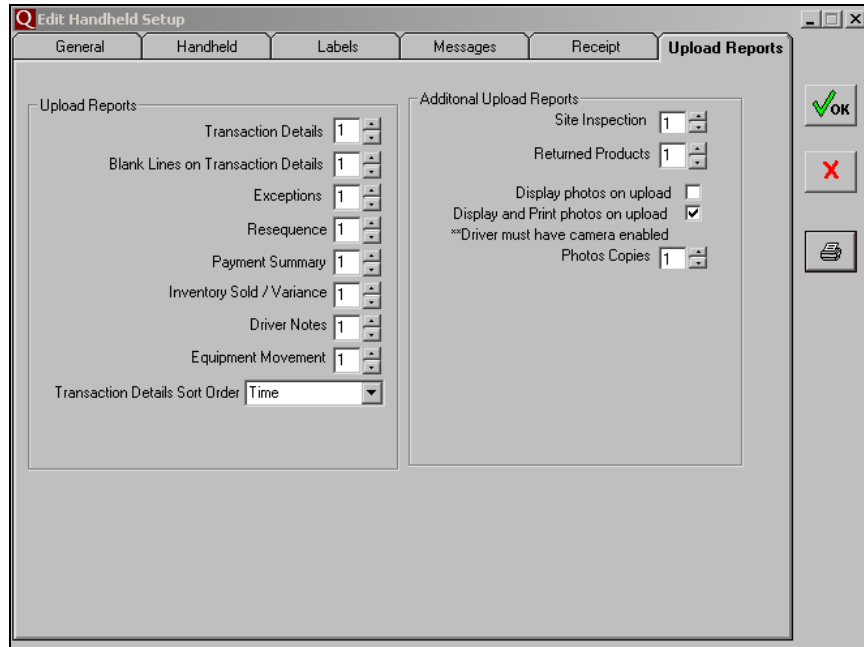 Q Edit Handheld Setup
General Handheld Labels Messages Receipt Upload Reports
Upload Reports
Transaction Details 1
Blank Lines on Transaction Details 1
Exceptions 1
Resequence 1
Payment Summary 1
Inventory Sold / Variance 1
Driver Notes 1
Equipment Movement 1
Transaction Details Sort Order Time
Additonal Upload Reports
Site Inspection 1
Returned Products 1
Display photos on upload
Display and Print photos on upload
**Driver must have camera enabled
Photos Copies 1
OK